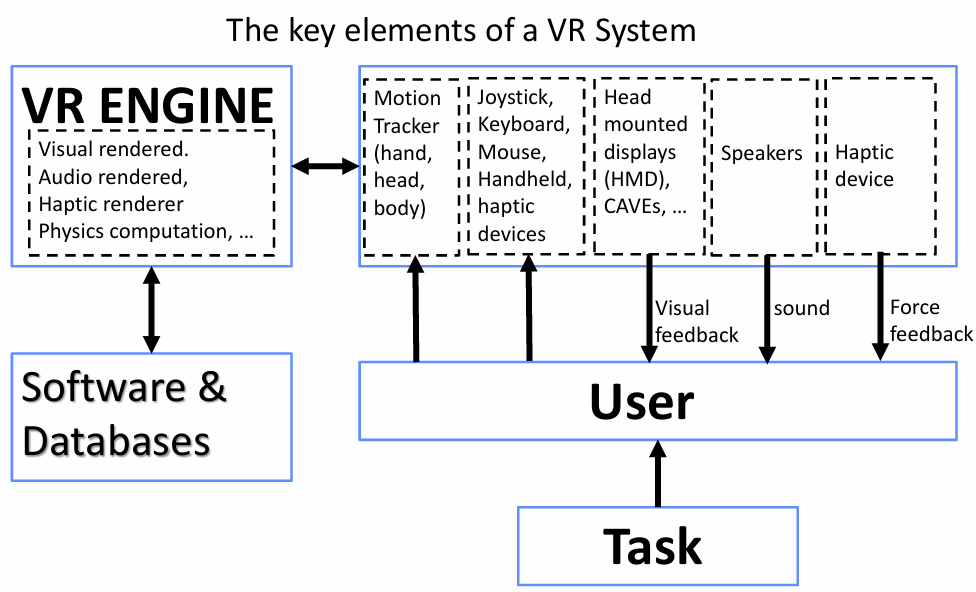 The key elements of a VR System
VR ENGINE
Visual rendered.
Audio rendered,
Haptic renderer
Physics computation, ...
Motion
Tracker
(hand,
head,
body)
Joystick,
Keyboard,
Mouse,
Handheld,
haptic
devices
Head
mounted
displays
(HMD),
CAVEs, ...
Speakers
Haptic
device
Visual
feedback
sound
Force
feedback
Software &
Databases
User
Task